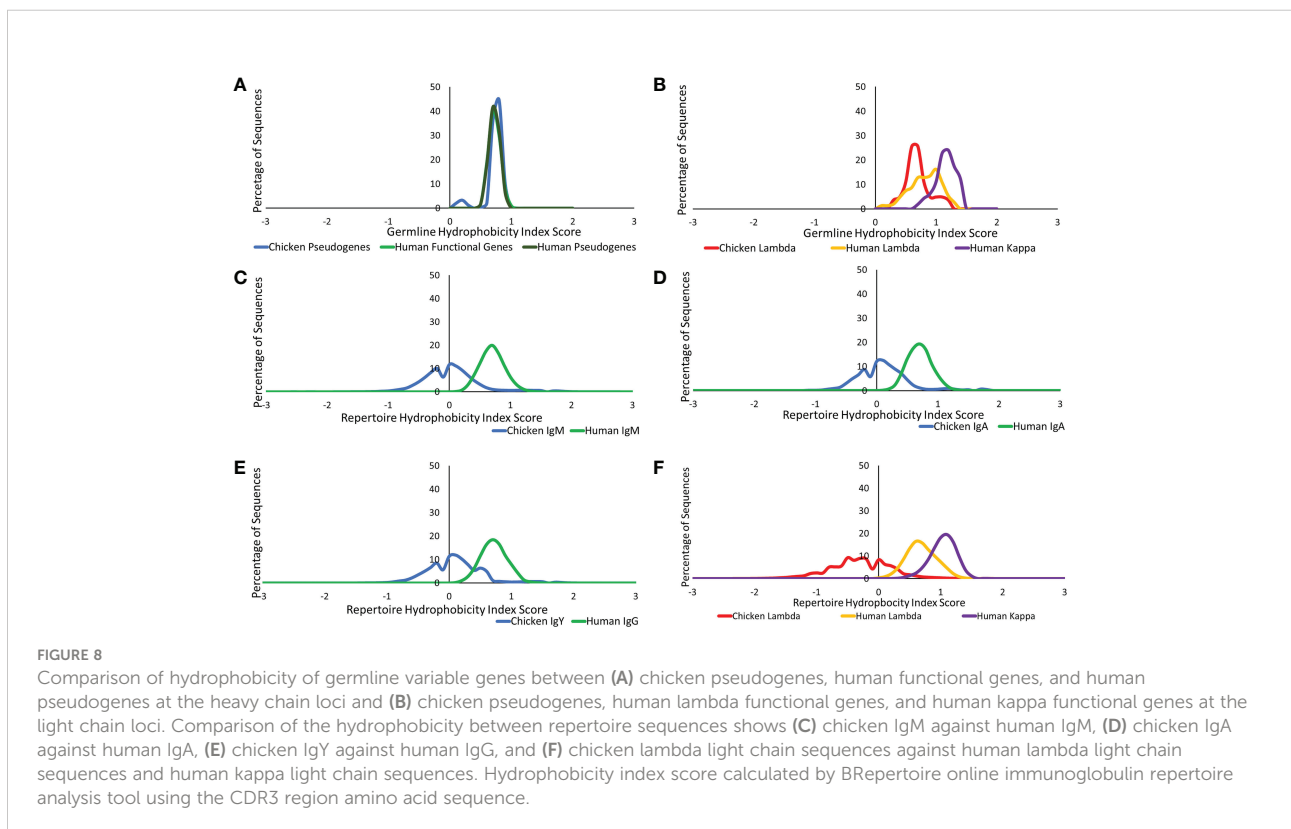 A
Percentage of Sequences
50
40
30
20
10
0
-3 -2 -1 0 1 2 3
Germline Hydrophobicity Index Score
Chicken Pseudogenes Human Functional Genes Human Pseudogenes
B
Percentage of Sequences
50
40
30
20
10
0
-3 -2 -1 0 1 2 3
Germline Hydrophobicity Index Score
Chicken Lambda Human Lambda Human Kappa
C
Percentage of Sequences
50
40
30
20
10
0
-3 -2 -1 0 1 2 3
Repertoire Hydrophobicity Index Score
Chicken IgM Human IgM
D
Percentage of Sequences
50
40
30
20
10
0
-3 -2 -1 0 1 2 3
Repertoire Hydrophobicity Index Score
Chicken IgA Human IgA
E
Percentage of Sequences
50
40
30
20
10
0
-3 -2 -1 0 1 2 3
Repertoire Hydrophobicity Index Score
Chicken IgY Human IgG
F
Percentage of Sequences
50
40
30
20
10
0
-3 -2 -1 0 1 2 3
Repertoire Hydropbocity Index Score
Chicken Lambda Human Lambda Human Kappa
FIGURE 8
Comparison of hydrophobicity of germline variable genes between (A) chicken pseudogenes, human functional genes, and human
pseudogenes at the heavy chain loci and (B) chicken pseudogenes, human lambda functional genes, and human kappa functional genes at the
light chain loci. Comparison of the hydrophobicity between repertoire sequences shows (C) chicken IgM against human IgM, (D) chicken IgA
against human IgA, (E) chicken IgY against human IgG, and (F) chicken lambda light chain sequences against human lambda light chain
sequences and human kappa light chain sequences. Hydrophobicity index score calculated by BRepertoire online immunoglobulin repertoire
analysis tool using the CDR3 region amino acid sequence.